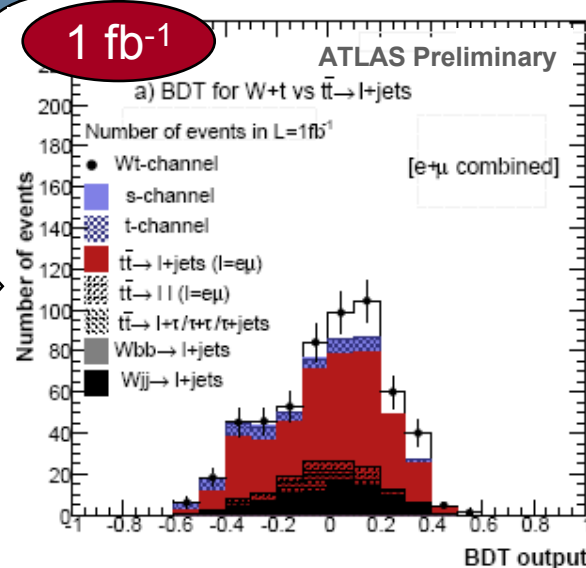 1 fb⁻¹
ATLAS Preliminary
a) BDT for W+t vs tt̄→l+jets
Number of events in L=1fb⁻¹
[e+μ combined]
Wt-channel
s-channel
t-channel
tt̄→ l+jets (l=eμ)
tt̄→ l l (l=eμ)
tt̄→ l+τ/τ+τ/τ+jets
Wbb→ l+jets
Wjj→ l+jets
Number of events
200
180
160
140
120
100
80
60
40
20
0
-1 -0.8 -0.6 -0.4 -0.2 0 0.2 0.4 0.6 0.8
BDT output